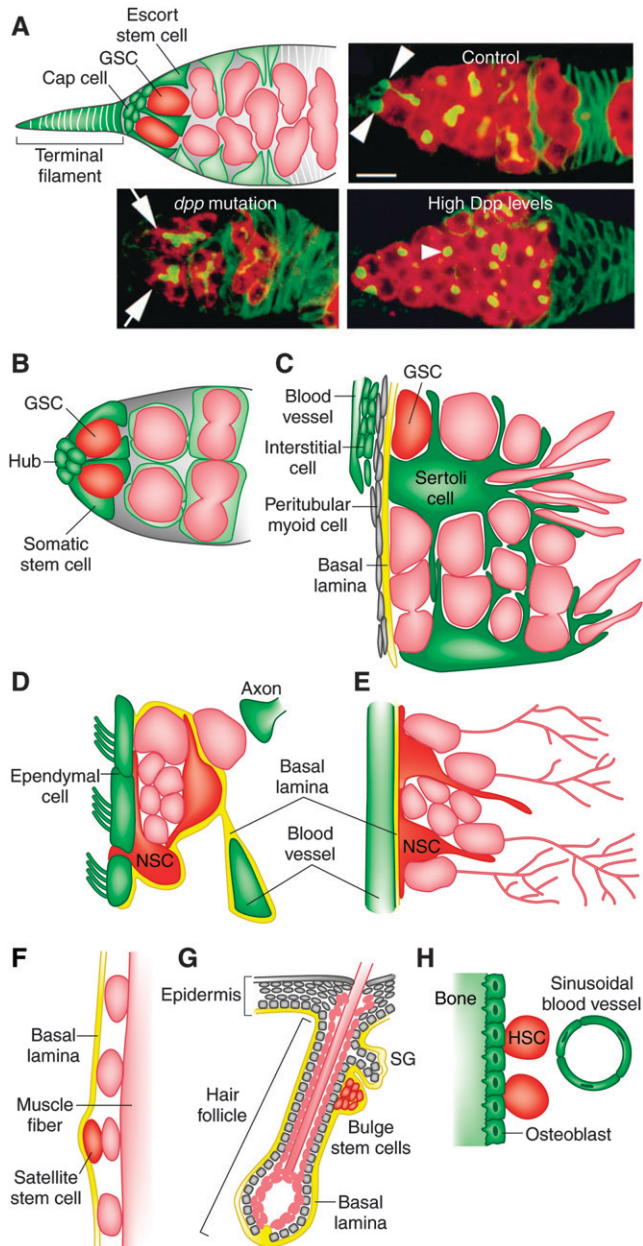 A
Escort stem cell
GSC
Cap cell
Terminal
filament
Control
dpp mutation
High Dpp levels
B
GSC
Hub
Somatic
stem cell
C
GSC
Blood
vessel
Interstitial
cell
Sertoli
cell
Peritubular
myoid cell
Basal
lamina
D
Axon
Ependymal
cell
NSC
Basal
lamina
Blood
vessel
E
NSC
F
Basal
lamina
Muscle
fiber
Satellite
stem cell
G
Epidermis
Hair
follicle
SG
Bulge
stem cells
Basal
lamina
H
Bone
Sinusoidal
blood vessel
HSC
Osteoblast